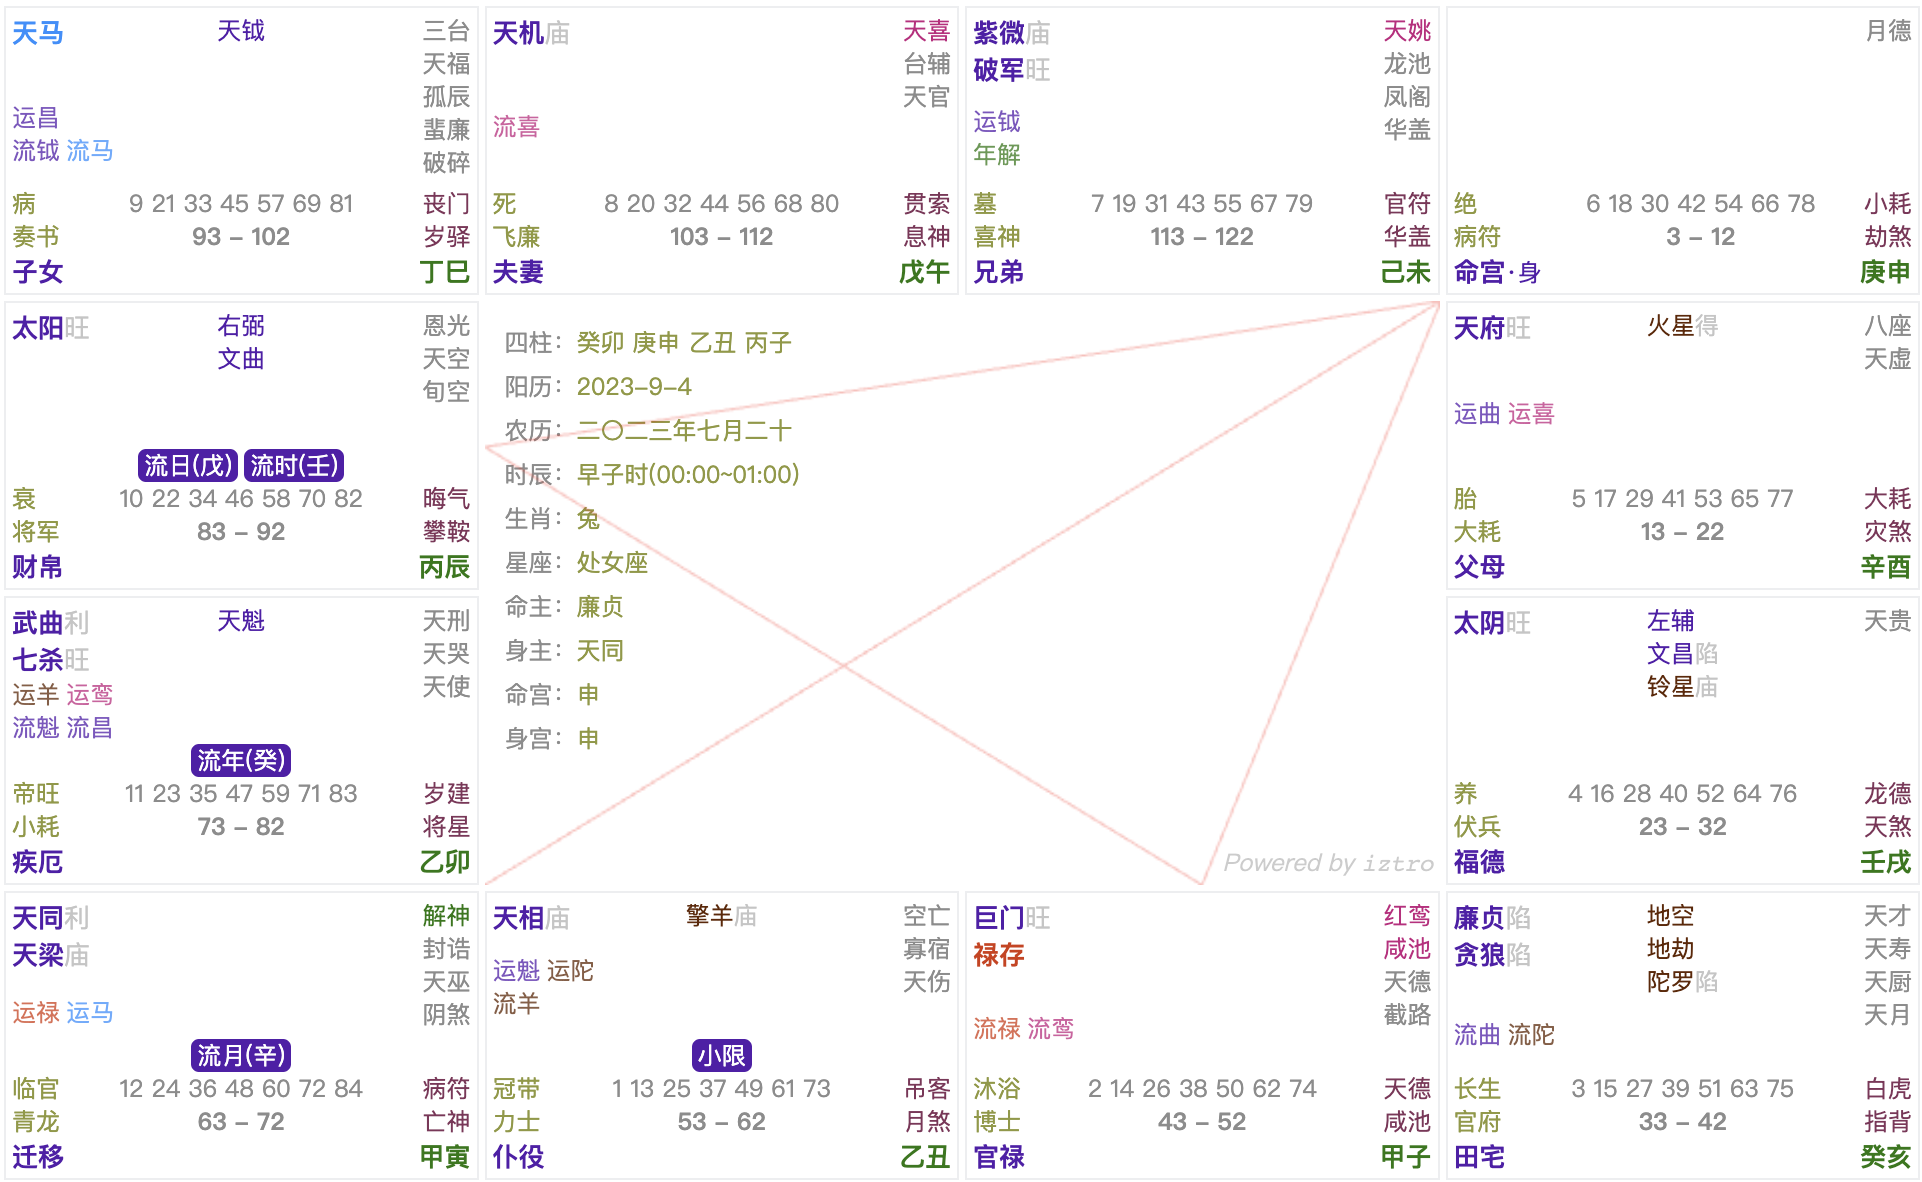 天马
天钺
三台
天福
孤辰
蜚廉
破碎
运昌
流钺 流马
病
9 21 33 45 57 69 81
丧门
奏书
93 – 102
岁驿
子女
丁巳
天机庙
天喜
台辅
天官
流喜
死
8 20 32 44 56 68 80
贯索
飞廉
103 – 112
息神
夫妻
戊午
紫微庙
破军旺
天姚
龙池
凤阁
华盖
运钺
年解
墓
7 19 31 43 55 67 79
官符
喜神
113 – 122
华盖
兄弟
己未
月德
绝
6 18 30 42 54 66 78
小耗
病符
3 – 12
劫煞
命宫·身
庚申
太阳旺
右弼
文曲
恩光
天空
旬空
流日(戊) 流时(壬)
衰
10 22 34 46 58 70 82
晦气
将军
83 – 92
攀鞍
财帛
丙辰
四柱： 癸卯 庚申 乙丑 丙子
阳历： 2023–9–4
农历： 二〇二三年七月二十
时辰： 早子时(00:00~01:00)
生肖： 兔
星座： 处女座
命主： 廉贞
身主： 天同
命宫： 申
身宫： 申
Powered by iztro
天府旺
火星得
八座
天虚
运曲 运喜
胎
5 17 29 41 53 65 77
大耗
大耗
13 – 22
灾煞
父母
辛酉
武曲利
七杀旺
天魁
天刑
天哭
天使
运羊 运鸾
流魁 流昌
流年(癸)
帝旺
11 23 35 47 59 71 83
岁建
小耗
73 – 82
将星
疾厄
乙卯
太阴旺
左辅
文昌陷
铃星庙
天贵
养
4 16 28 40 52 64 76
龙德
伏兵
23 – 32
天煞
福德
壬戌
天同利
天梁庙
解神
封诰
天巫
阴煞
运禄 运马
流月(辛)
临官
12 24 36 48 60 72 84
病符
青龙
63 – 72
亡神
迁移
甲寅
天相庙
擎羊庙
空亡
寡宿
天伤
运魁 运陀
流羊
小限
冠带
1 13 25 37 49 61 73
吊客
力士
53 – 62
月煞
仆役
乙丑
巨门旺
禄存
红鸾
咸池
天德
截路
流禄 流鸾
沐浴
2 14 26 38 50 62 74
天德
博士
43 – 52
咸池
官禄
甲子
廉贞陷
贪狼陷
地空
地劫
陀罗陷
天才
天寿
天厨
天月
流曲 流陀
长生
3 15 27 39 51 63 75
白虎
官府
33 – 42
指背
田宅
癸亥